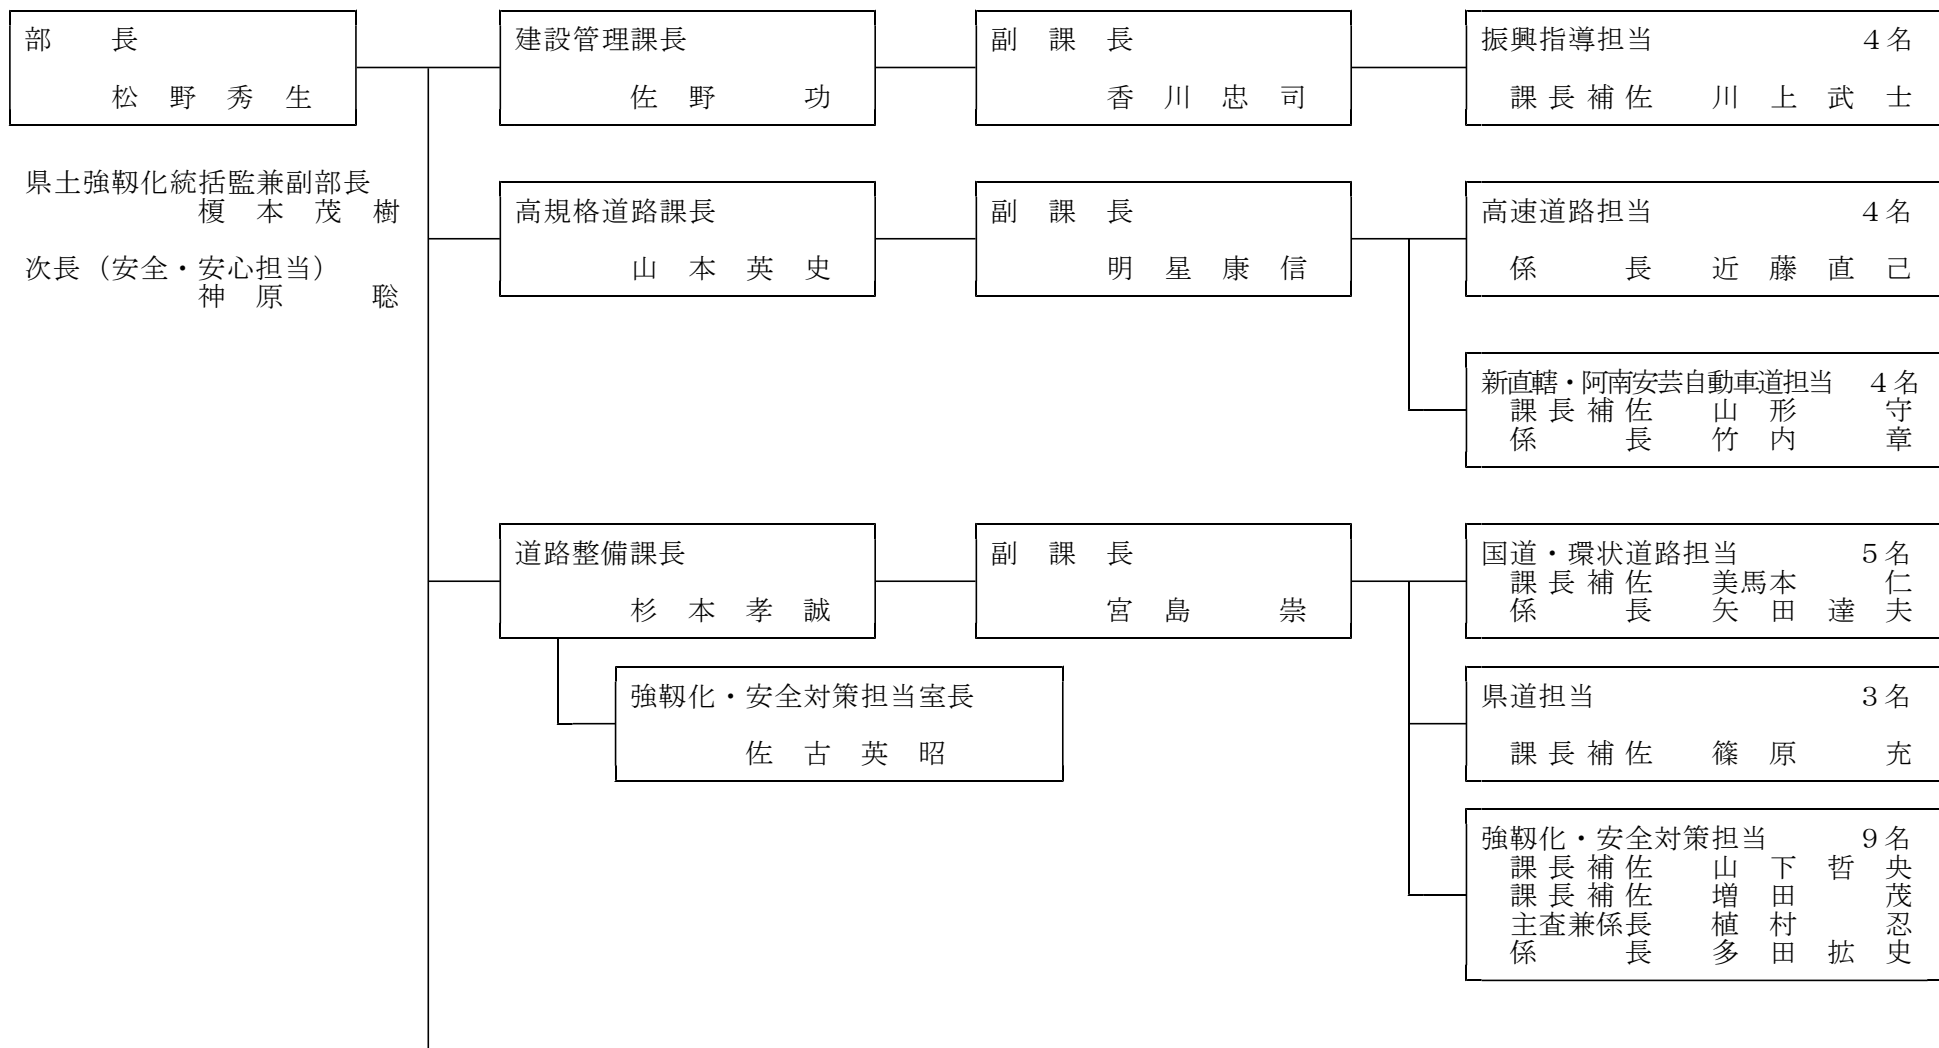 部　　長
松　野　秀　生
県土強靱化統括監兼副部長
榎　本　茂　樹
次長（安全・安心担当）
神　原　　　聡
建設管理課長
佐　野　　　功
副　課　長
香　川　忠　司
振興指導担当　４名
課長補佐　川　上　武　士
高規格道路課長
山　本　英　史
副　課　長
明　星　康　信
高速道路担当　４名
係　　　長　近　藤　直　己
新直轄・阿南安芸自動車道担当　４名
課長補佐　山　形　　　守
係　　　長　竹　内　　　章
道路整備課長
杉　本　孝　誠
副　課　長
宮　島　　　崇
強靱化・安全対策担当室長
佐　古　英　昭
国道・環状道路担当　５名
課長補佐　美馬本　　仁
係　　　長　矢　田　達　夫
県道担当　３名
課長補佐　篠　原　　　充
強靱化・安全対策担当　９名
課長補佐　山　下　哲　央
課長補佐　増　田　　　茂
主査兼係長　植　村　　　忍
係　　　長　多　田　拡　史